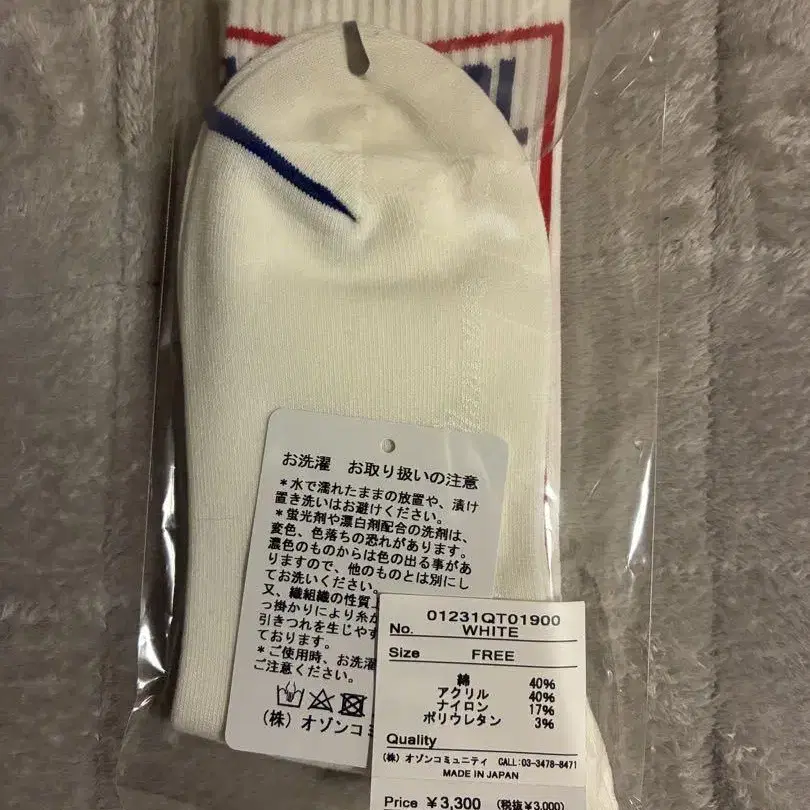 お洗濯　お取り扱いの注意
＊水で濡れたままの放置や、漬け
置き洗いはお避けください。
＊蛍光剤や漂白剤配合の洗剤は、
変色、色落ちの恐れがあります。
濃色のものからは色の出る事があ
りますので、他のものとは別にし
てお洗いください。
又、繊組織の性質
っ掛かりにより糸
引きつれを生じやす
ております。
＊ご使用時、お洗濯
ご注意ください。
（株）オゾンコミ
01231QT01900
No. WHITE
Size FREE
綿 40%
アクリル 40%
ナイロン 17%
ポリウレタン 3%
Quality
（株）オゾンコミュニティ CALL:03-3478-8471
MADE IN JAPAN
Price ￥3,300 （税抜￥3,000）